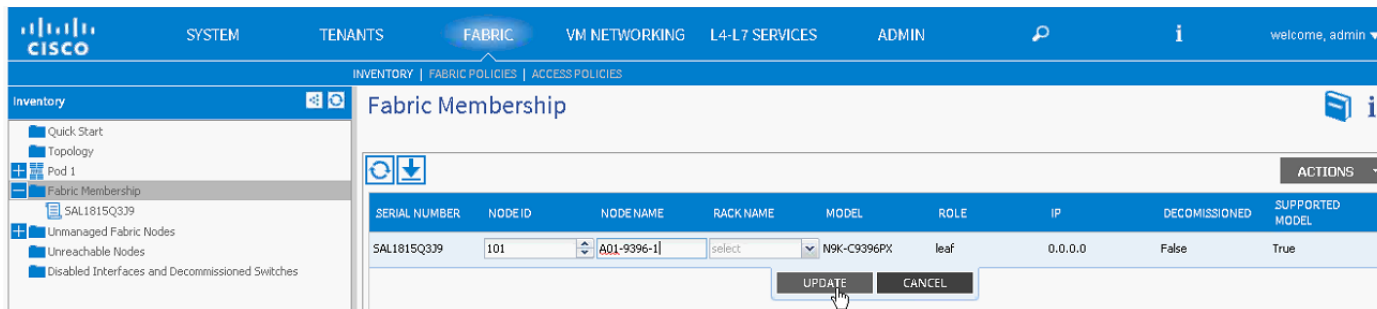 CISCO SYSTEM TENANTS FABRIC VM NETWORKING L4-L7 SERVICES ADMIN i welcome, admin
INVENTORY | FABRIC POLICIES | ACCESS POLICIES
Inventory
Quick Start
Topology
Pod 1
Fabric Membership
SAL1815Q3J9
Unmanaged Fabric Nodes
Unreachable Nodes
Disabled Interfaces and Decommissioned Switches
Fabric Membership i
ACTIONS
SERIAL NUMBER NODE ID NODE NAME RACK NAME MODEL ROLE IP DECOMISSIONED SUPPORTED MODEL
SAL1815Q3J9 101 A01-9396-1 select N9K-C9396PX leaf 0.0.0.0 False True
UPDATE CANCEL